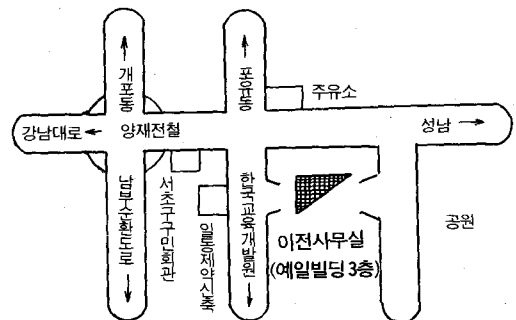 개포동
포유동
주유소
강남대로
양재전철
성남
남부순환도로
서초구구민회관
일동제약신축
한국교육개발원
이전사무실
(예일빌딩 3층)
공원